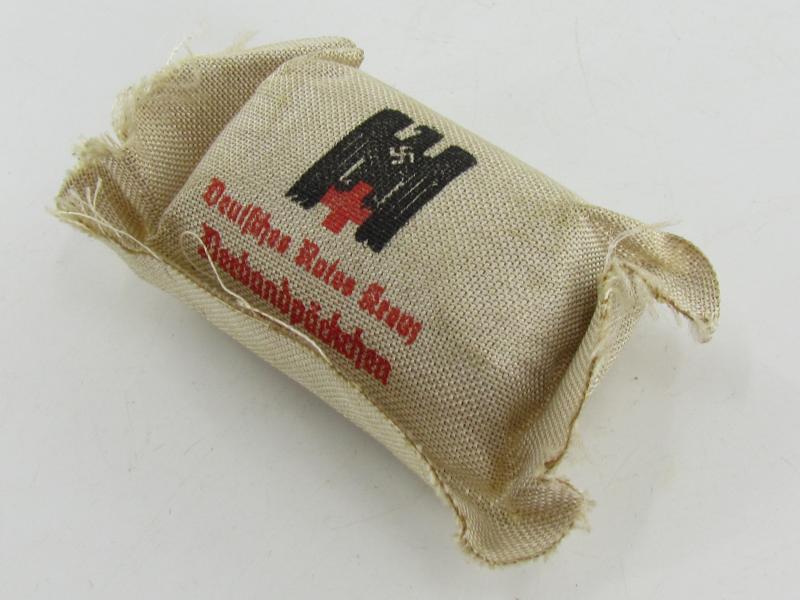 Deutsches Rotes Kreuz
Verbandpäckchen